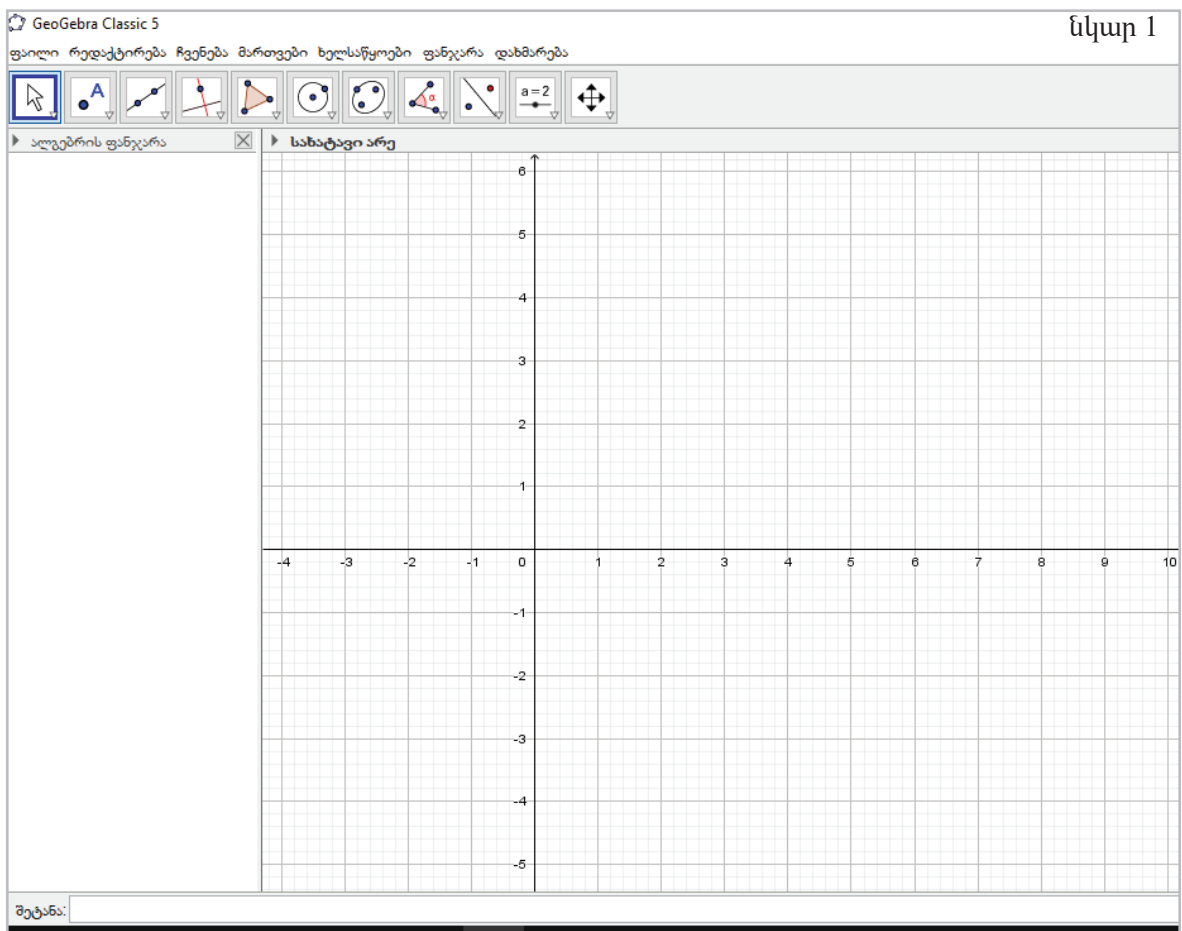 GeoGebra Classic 5
նկար 1
ფაილი რედაქტირება ჩვენება მართვები ხელსაწყოები ფანჯარა დახმარება
A
α
a = 2
ალგებრის ფანჯარა
სახატავი არე
6
5
4
3
2
1
-4 -3 -2 -1 0 1 2 3 4 5 6 7 8 9 10
-1
-2
-3
-4
-5
შეტანა: